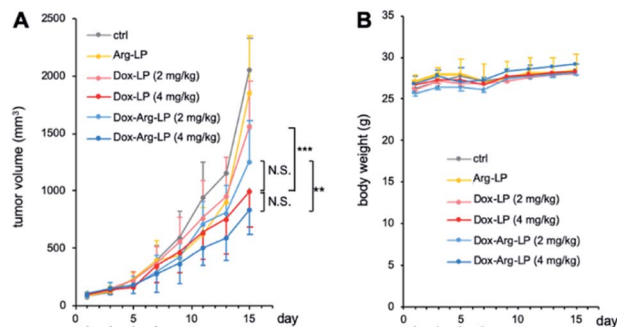 A
B
tumor volume (mm³)
2500
2000
1500
1000
500
0
0
5
10
15
day
ctrl
Arg-LP
Dox-LP (2 mg/kg)
Dox-LP (4 mg/kg)
Dox-Arg-LP (2 mg/kg)
Dox-Arg-LP (4 mg/kg)
***
N.S.
**
N.S.
body weight (g)
35
30
25
20
15
10
5
0
0
5
10
15
day
ctrl
Arg-LP
Dox-LP (2 mg/kg)
Dox-LP (4 mg/kg)
Dox-Arg-LP (2 mg/kg)
Dox-Arg-LP (4 mg/kg)